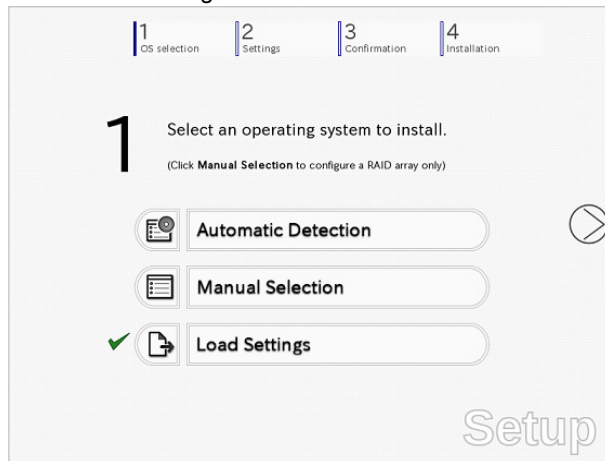 1
OS selection
2
Settings
3
Confirmation
4
Installation
1
Select an operating system to install.
(Click Manual Selection to configure a RAID array only)
Automatic Detection
Manual Selection
Load Settings
Setup